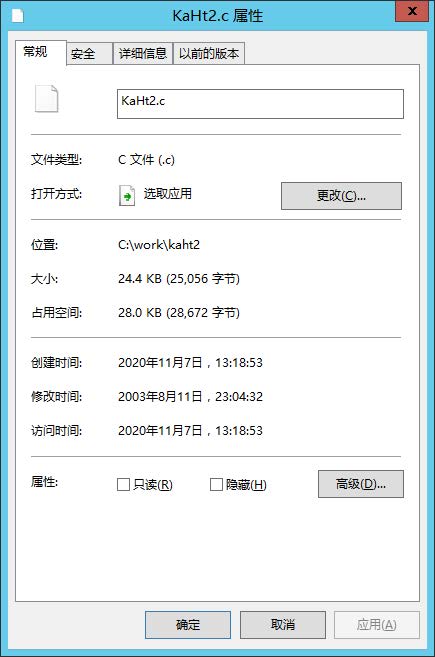 KaHt2.c 属性
常规 安全 详细信息 以前的版本
KaHt2.c
文件类型: C 文件 (.c)
打开方式: 选取应用 更改(C)...
位置: C:\work\kaht2
大小: 24.4 KB (25,056 字节)
占用空间: 28.0 KB (28,672 字节)
创建时间: 2020年11月7日，13:18:53
修改时间: 2003年8月11日，23:04:32
访问时间: 2020年11月7日，13:18:53
属性: 只读(R) 隐藏(H) 高级(D)...
确定 取消 应用(A)